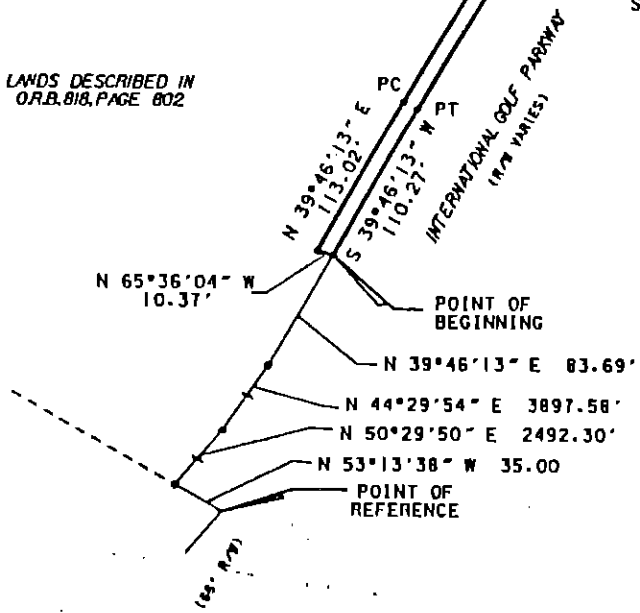 S
LANDS DESCRIBED IN
O.R.B. 818, PAGE 802
PC
PT
N 39°46'13" E
113.02'
S 39°46'13" W
110.27'
INTERNATIONAL GOLF PARKWAY
(R/W VARIES)
N 65°36'04" W
10.37'
POINT OF
BEGINNING
N 39°46'13" E 83.69'
N 44°29'54" E 3897.58'
N 50°29'50" E 2492.30'
N 53°13'38" W 35.00
POINT OF
REFERENCE
R/W)